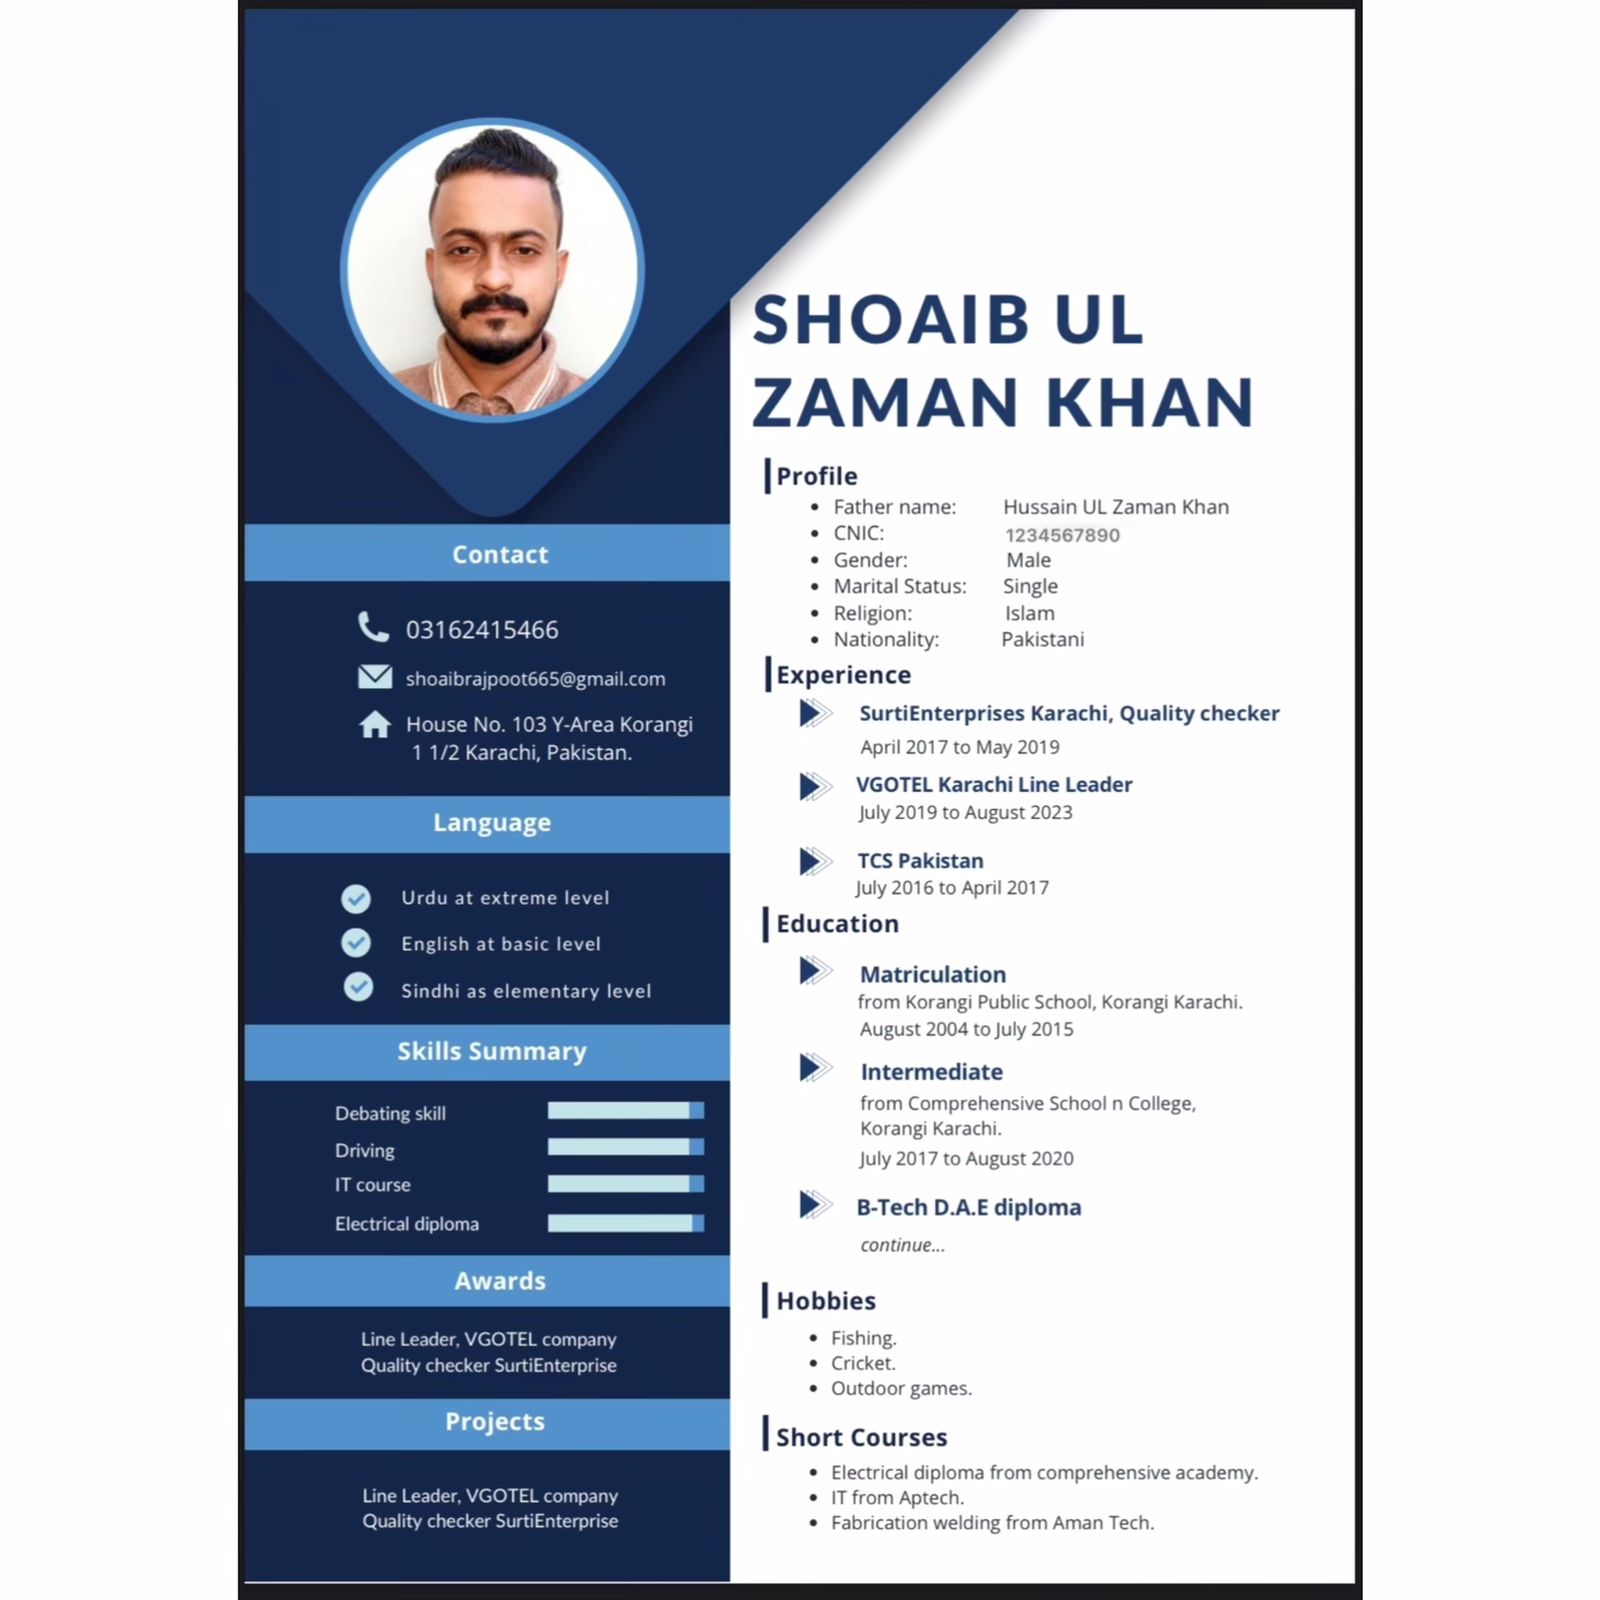 SHOAIB UL
ZAMAN KHAN
Contact
03162415466
shoaibrajpoot665@gmail.com
House No. 103 Y-Area Korangi
1 1/2 Karachi, Pakistan.
Language
Urdu at extreme level
English at basic level
Sindhi as elementary level
Skills Summary
Debating skill
Driving
IT course
Electrical diploma
Awards
Line Leader, VGOTEL company
Quality checker SurtiEnterprise
Projects
Line Leader, VGOTEL company
Quality checker SurtiEnterprise
Profile
• Father name: Hussain UL Zaman Khan
• CNIC: 1234567890
• Gender: Male
• Marital Status: Single
• Religion: Islam
• Nationality: Pakistani
Experience
SurtiEnterprises Karachi, Quality checker
April 2017 to May 2019
VGOTEL Karachi Line Leader
July 2019 to August 2023
TCS Pakistan
July 2016 to April 2017
Education
Matriculation
from Korangi Public School, Korangi Karachi.
August 2004 to July 2015
Intermediate
from Comprehensive School n College,
Korangi Karachi.
July 2017 to August 2020
B-Tech D.A.E diploma
continue...
Hobbies
• Fishing.
• Cricket.
• Outdoor games.
Short Courses
• Electrical diploma from comprehensive academy.
• IT from Aptech.
• Fabrication welding from Aman Tech.